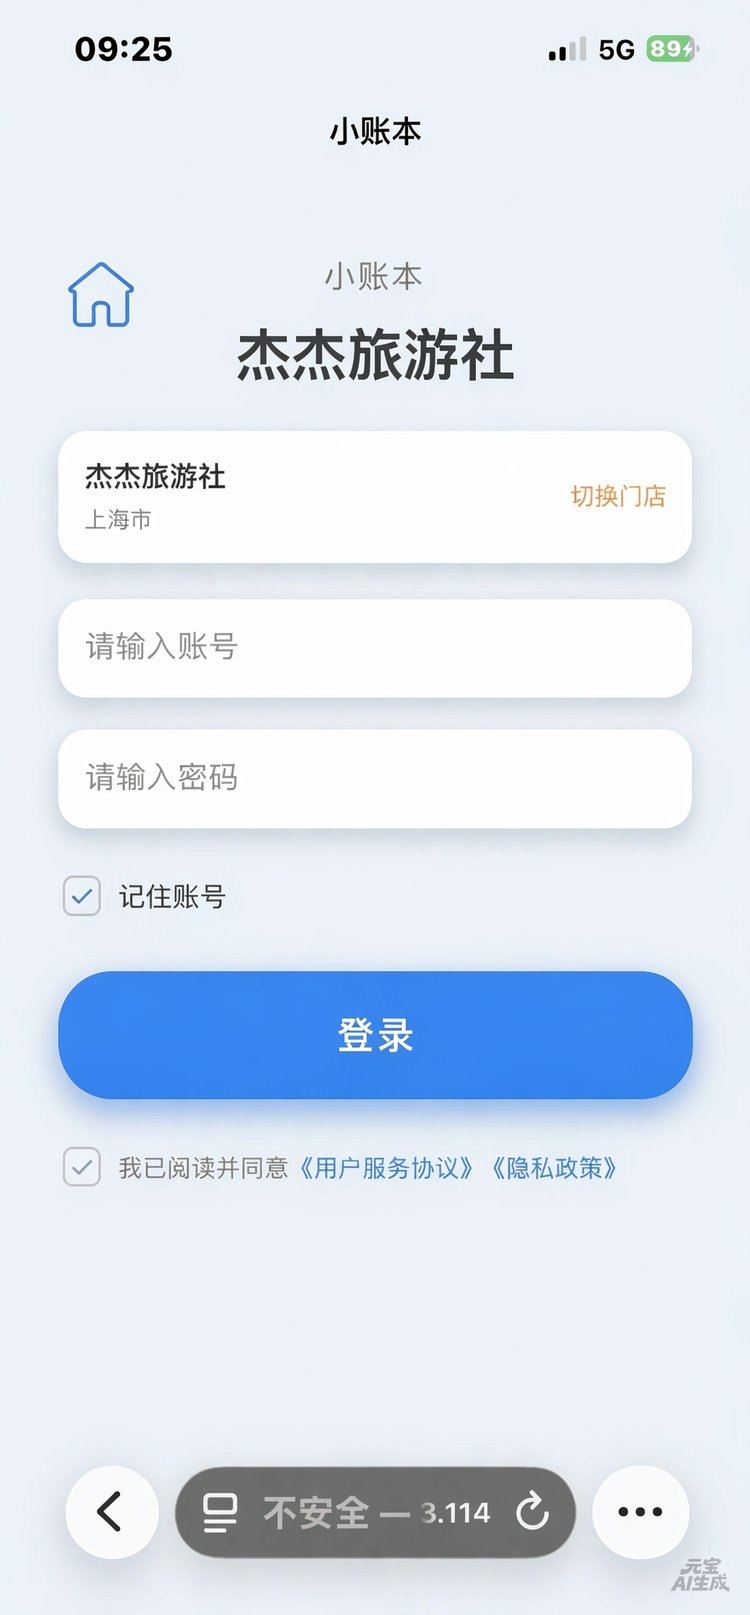 09:25
5G 89
小账本
小账本
杰杰旅游社
杰杰旅游社
上海市
切换门店
请输入账号
请输入密码
记住账号
登录
我已阅读并同意《用户服务协议》《隐私政策》
不安全 — 3.114
元宝
AI生成